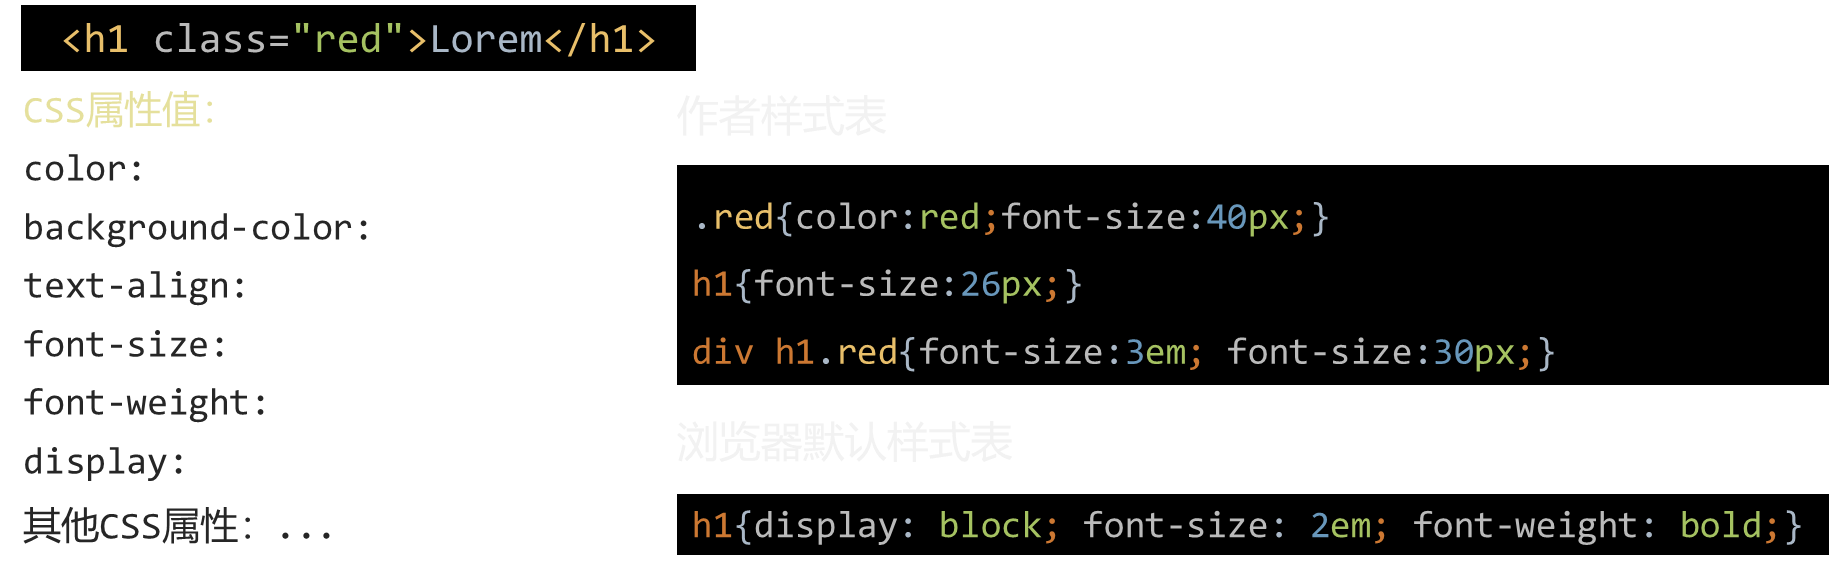 <h1 class="red">Lorem</h1>
CSS属性值：
color:
background-color:
text-align:
font-size:
font-weight:
display:
其他CSS属性：...
作者样式表
.red{color:red;font-size:40px;}
h1{font-size:26px;}
div h1.red{font-size:3em; font-size:30px;}
浏览器默认样式表
h1{display: block; font-size: 2em; font-weight: bold;}